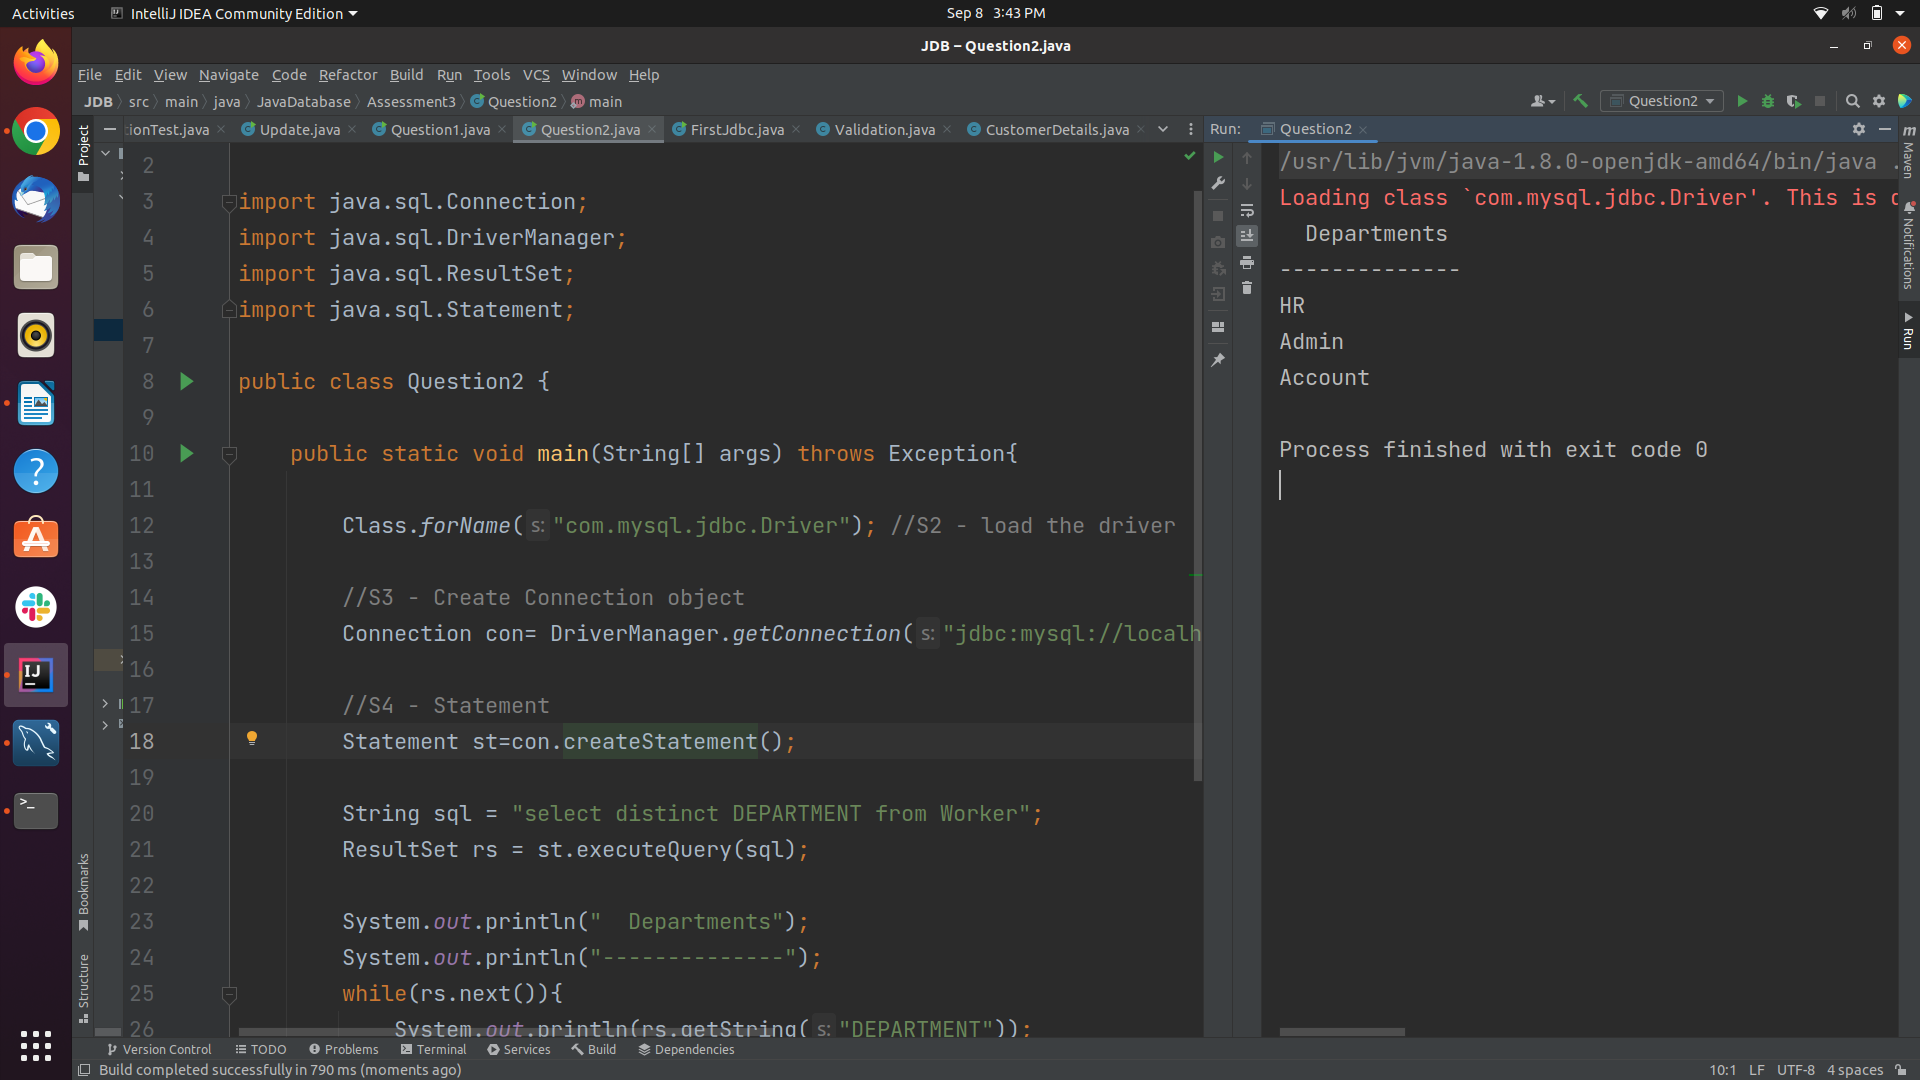 Activities
IntelliJ IDEA Community Edition
Sep 8 3:43 PM
JDB – Question2.java
File Edit View Navigate Code Refactor Build Run Tools VCS Window Help
JDB src main java JavaDatabase Assessment3 Question2 main
Question2
Project
tionTest.java Update.java Question1.java Question2.java FirstJdbc.java Validation.java CustomerDetails.java
2
3 import java.sql.Connection;
4 import java.sql.DriverManager;
5 import java.sql.ResultSet;
6 import java.sql.Statement;
7
8 public class Question2 {
9
10 public static void main(String[] args) throws Exception{
11
12 Class.forName( s: "com.mysql.jdbc.Driver"); //S2 - load the driver
13
14 //S3 - Create Connection object
15 Connection con= DriverManager.getConnection( s: "jdbc:mysql://localh
16
17 //S4 - Statement
18 Statement st=con.createStatement();
19
20 String sql = "select distinct DEPARTMENT from Worker";
21 ResultSet rs = st.executeQuery(sql);
22
23 System.out.println("  Departments");
24 System.out.println("--------------");
25 while(rs.next()){
26 System.out.println(rs.getString( s: "DEPARTMENT"));
Run: Question2
/usr/lib/jvm/java-1.8.0-openjdk-amd64/bin/java .
Loading class `com.mysql.jdbc.Driver'. This is d
Departments
--------------
HR
Admin
Account
Process finished with exit code 0
m Maven
Notifications
Run
Bookmarks
Structure
Version Control TODO Problems Terminal Services Build Dependencies
Build completed successfully in 790 ms (moments ago)
10:1 LF UTF-8 4 spaces